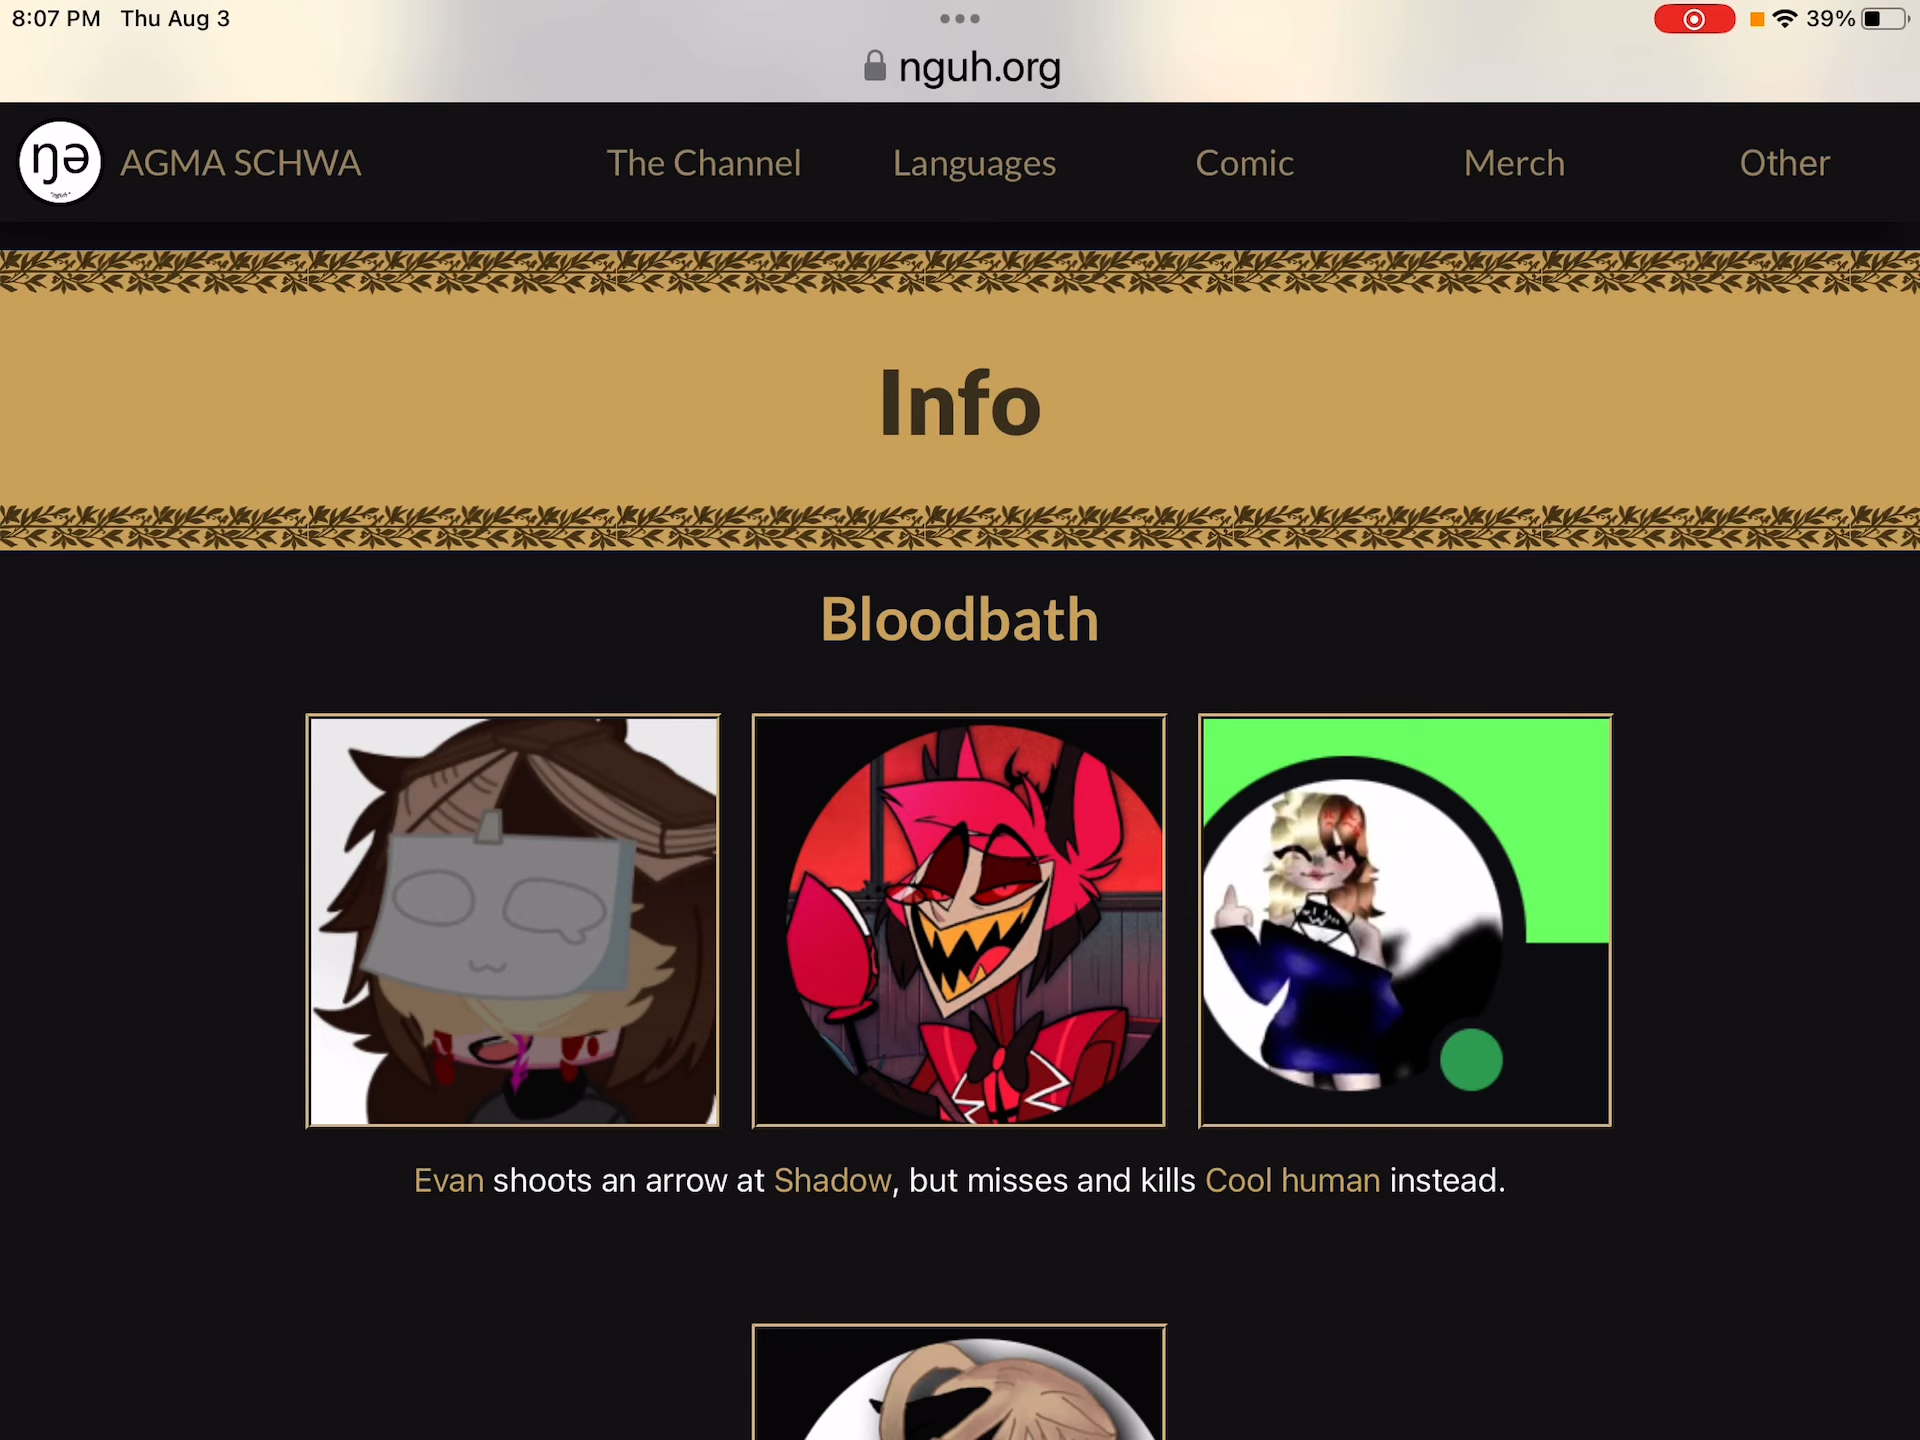 8:07 PM Thu Aug 3
39%
nguh.org
ŋə
AGMA SCHWA
The Channel
Languages
Comic
Merch
Other
Info
Bloodbath
Evan shoots an arrow at Shadow, but misses and kills Cool human instead.